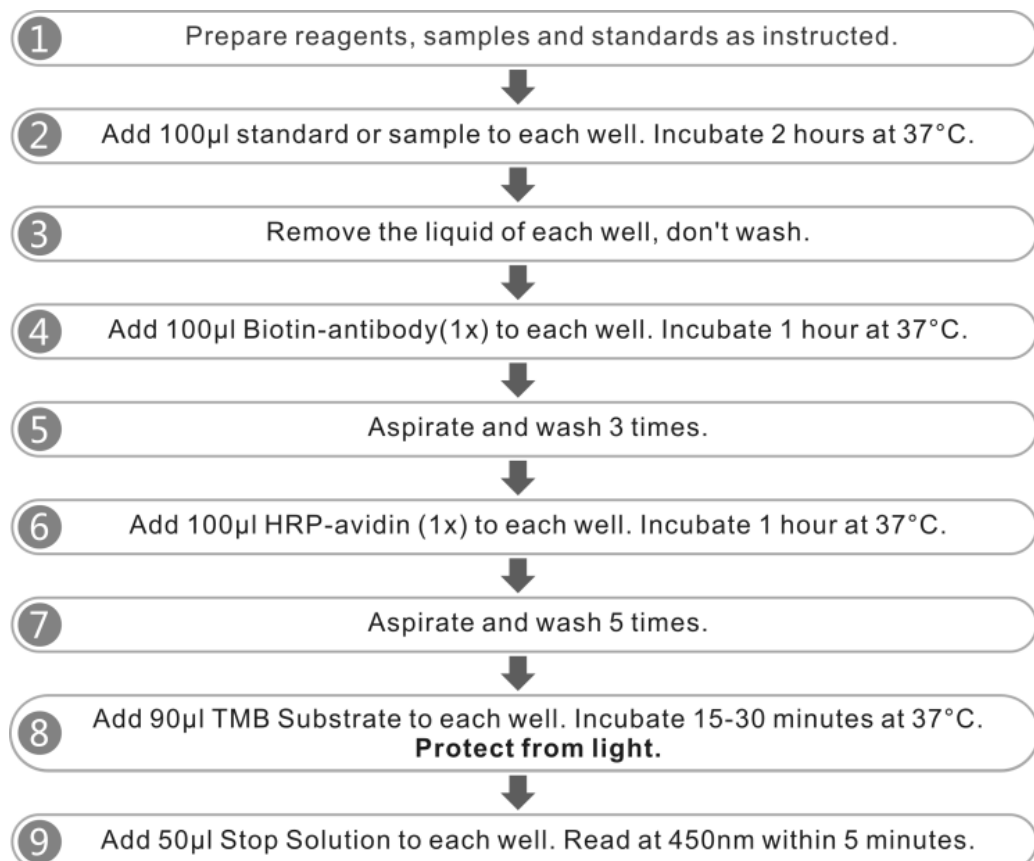 1 Prepare reagents, samples and standards as instructed.
2 Add 100µl standard or sample to each well. Incubate 2 hours at 37°C.
3 Remove the liquid of each well, don't wash.
4 Add 100µl Biotin-antibody(1x) to each well. Incubate 1 hour at 37°C.
5 Aspirate and wash 3 times.
6 Add 100µl HRP-avidin (1x) to each well. Incubate 1 hour at 37°C.
7 Aspirate and wash 5 times.
8 Add 90µl TMB Substrate to each well. Incubate 15-30 minutes at 37°C.
Protect from light.
9 Add 50µl Stop Solution to each well. Read at 450nm within 5 minutes.